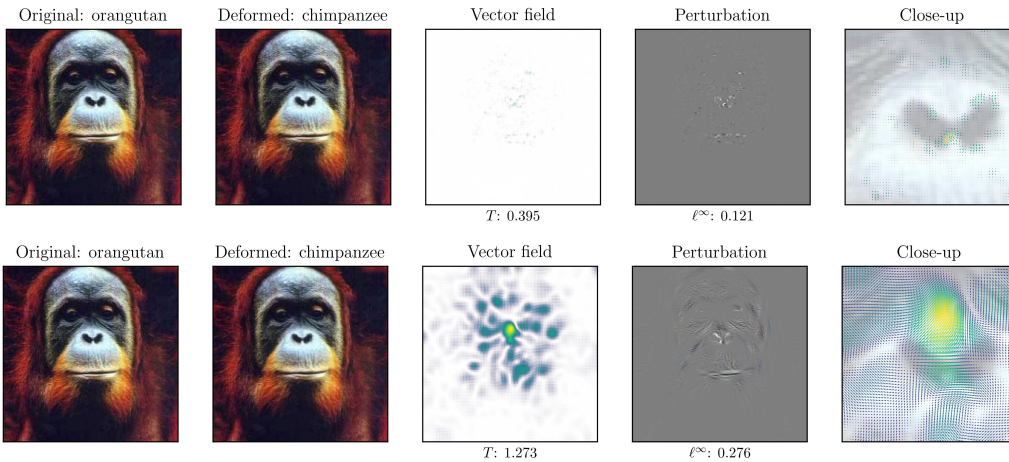 Original: orangutan Deformed: chimpanzee Vector field Perturbation Close-up
T: 0.395 ℓ∞: 0.121
Original: orangutan Deformed: chimpanzee Vector field Perturbation Close-up
T: 1.273 ℓ∞: 0.276